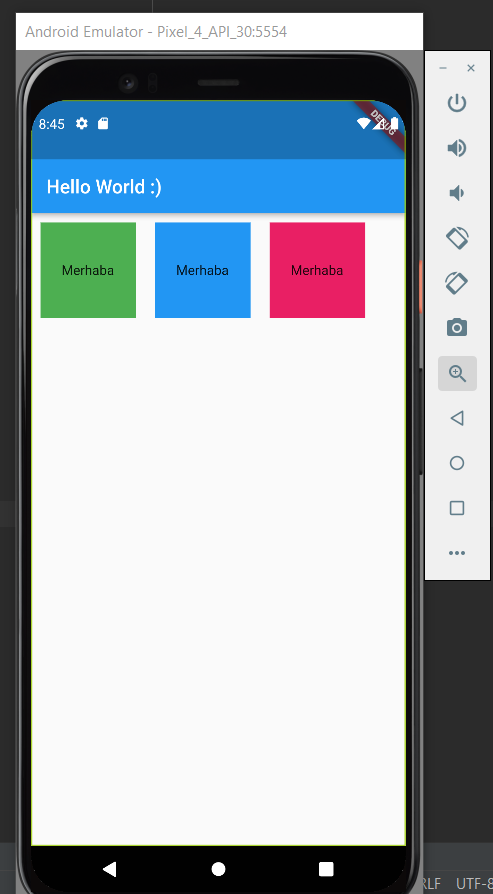 Android Emulator - Pixel_4_API_30:5554
8:45
DEBUG
Hello World :)
Merhaba Merhaba Merhaba
RLF UTF-8